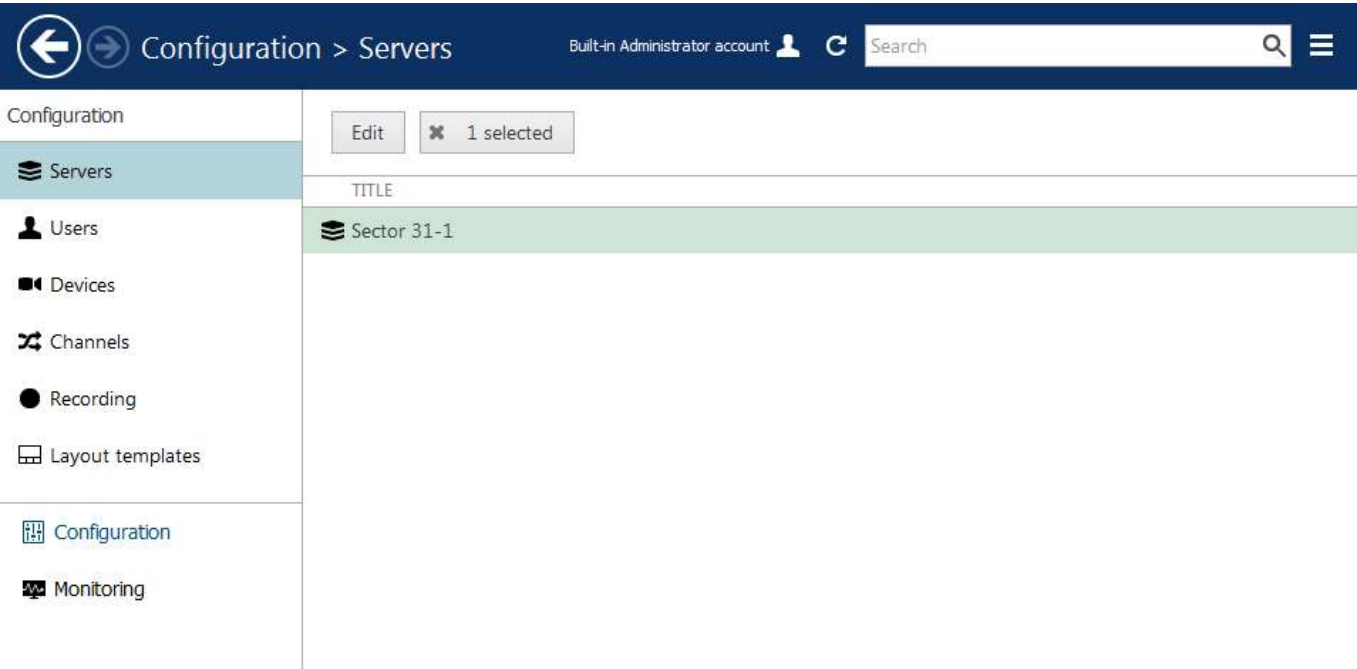 Configuration > Servers
Built-in Administrator account
Search
Configuration
Servers
Users
Devices
Channels
Recording
Layout templates
Configuration
Monitoring
Edit
1 selected
TITLE
Sector 31-1